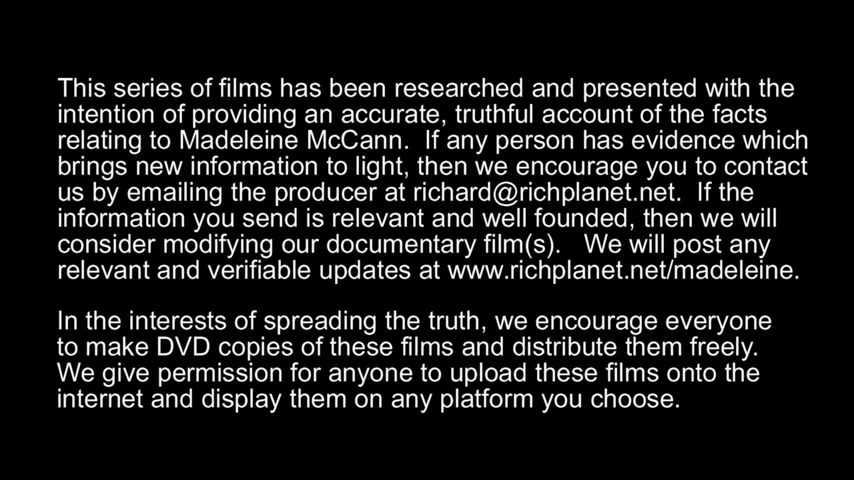 This series of films has been researched and presented with the
intention of providing an accurate, truthful account of the facts
relating to Madeleine McCann.  If any person has evidence which
brings new information to light, then we encourage you to contact
us by emailing the producer at richard@richplanet.net.  If the
information you send is relevant and well founded, then we will
consider modifying our documentary film(s).   We will post any
relevant and verifiable updates at www.richplanet.net/madeleine.

In the interests of spreading the truth, we encourage everyone
to make DVD copies of these films and distribute them freely.
We give permission for anyone to upload these films onto the
internet and display them on any platform you choose.